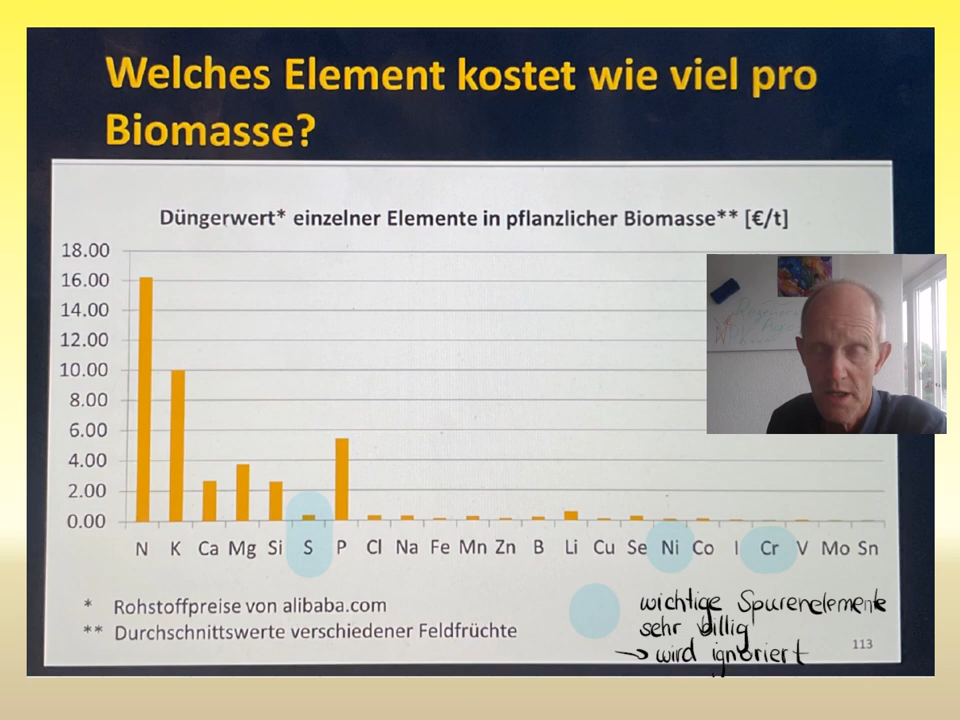 Welches Element kostet wie viel pro
Biomasse?
Düngerwert* einzelner Elemente in pflanzlicher Biomasse** [€/t]
18.00
16.00
14.00
12.00
10.00
8.00
6.00
4.00
2.00
0.00
N K Ca Mg Si S P Cl Na Fe Mn Zn B Li Cu Se Ni Co I Cr V Mo Sn
* Rohstoffpreise von alibaba.com
** Durchschnittswerte verschiedener Feldfrüchte
wichtige Spurenelemente
sehr billig
→ wird ignoriert
113